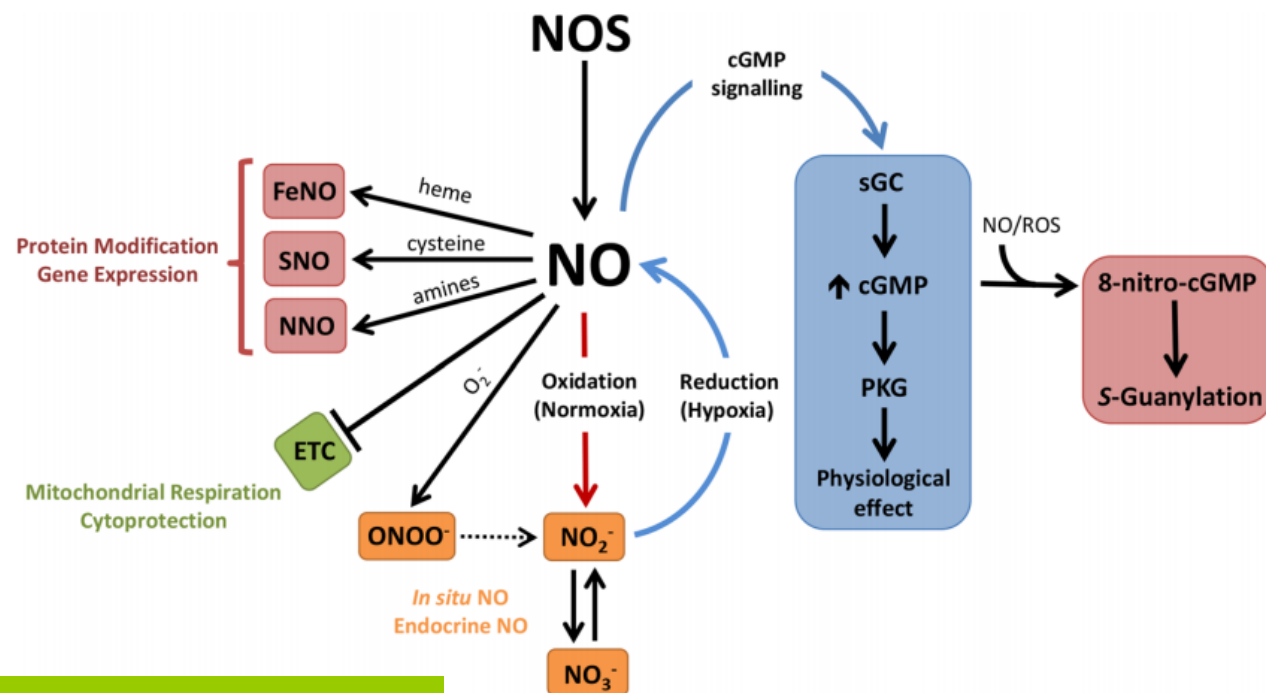 NOS
cGMP
signalling
FeNO
heme
sGC
Protein Modification
Gene Expression
SNO
cysteine
NO
NO/ROS
↑ cGMP
8-nitro-cGMP
NNO
amines
O₂⁻
Oxidation
(Normoxia)
Reduction
(Hypoxia)
PKG
S-Guanylation
ETC
Mitochondrial Respiration
Cytoprotection
Physiological
effect
ONOO⁻
NO₂⁻
In situ NO
Endocrine NO
NO₃⁻